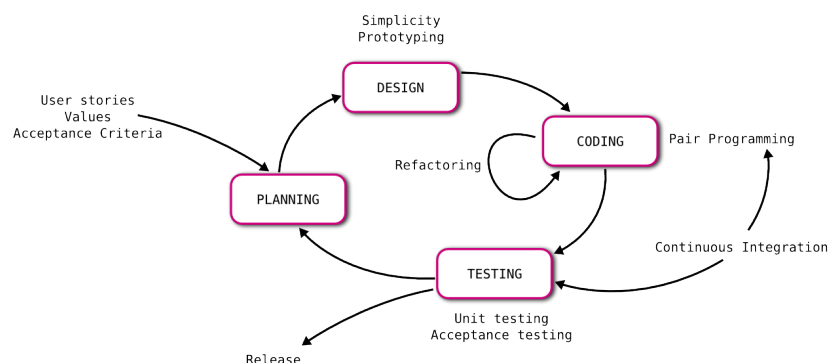 Simplicity
Prototyping
DESIGN
User stories
Values
Acceptance Criteria
CODING
Pair Programming
Refactoring
PLANNING
Continuous Integration
TESTING
Unit testing
Acceptance testing
Release